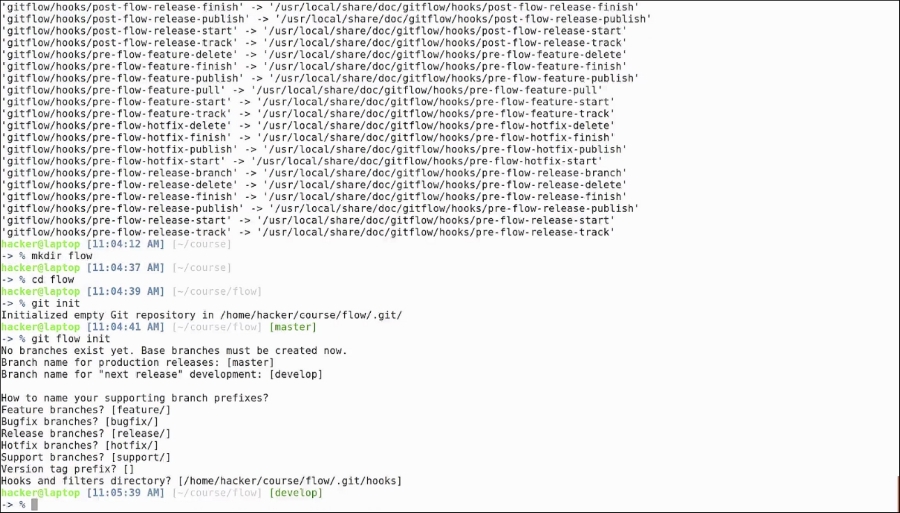 'gitflow/hooks/post-flow-release-finish' -> '/usr/local/share/doc/gitflow/hooks/post-flow-release-finish'
'gitflow/hooks/post-flow-release-publish' -> '/usr/local/share/doc/gitflow/hooks/post-flow-release-publish'
'gitflow/hooks/post-flow-release-start' -> '/usr/local/share/doc/gitflow/hooks/post-flow-release-start'
'gitflow/hooks/post-flow-release-track' -> '/usr/local/share/doc/gitflow/hooks/post-flow-release-track'
'gitflow/hooks/pre-flow-feature-delete' -> '/usr/local/share/doc/gitflow/hooks/pre-flow-feature-delete'
'gitflow/hooks/pre-flow-feature-finish' -> '/usr/local/share/doc/gitflow/hooks/pre-flow-feature-finish'
'gitflow/hooks/pre-flow-feature-publish' -> '/usr/local/share/doc/gitflow/hooks/pre-flow-feature-publish'
'gitflow/hooks/pre-flow-feature-pull' -> '/usr/local/share/doc/gitflow/hooks/pre-flow-feature-pull'
'gitflow/hooks/pre-flow-feature-start' -> '/usr/local/share/doc/gitflow/hooks/pre-flow-feature-start'
'gitflow/hooks/pre-flow-feature-track' -> '/usr/local/share/doc/gitflow/hooks/pre-flow-feature-track'
'gitflow/hooks/pre-flow-hotfix-delete' -> '/usr/local/share/doc/gitflow/hooks/pre-flow-hotfix-delete'
'gitflow/hooks/pre-flow-hotfix-finish' -> '/usr/local/share/doc/gitflow/hooks/pre-flow-hotfix-finish'
'gitflow/hooks/pre-flow-hotfix-publish' -> '/usr/local/share/doc/gitflow/hooks/pre-flow-hotfix-publish'
'gitflow/hooks/pre-flow-hotfix-start' -> '/usr/local/share/doc/gitflow/hooks/pre-flow-hotfix-start'
'gitflow/hooks/pre-flow-release-branch' -> '/usr/local/share/doc/gitflow/hooks/pre-flow-release-branch'
'gitflow/hooks/pre-flow-release-delete' -> '/usr/local/share/doc/gitflow/hooks/pre-flow-release-delete'
'gitflow/hooks/pre-flow-release-finish' -> '/usr/local/share/doc/gitflow/hooks/pre-flow-release-finish'
'gitflow/hooks/pre-flow-release-publish' -> '/usr/local/share/doc/gitflow/hooks/pre-flow-release-publish'
'gitflow/hooks/pre-flow-release-start' -> '/usr/local/share/doc/gitflow/hooks/pre-flow-release-start'
'gitflow/hooks/pre-flow-release-track' -> '/usr/local/share/doc/gitflow/hooks/pre-flow-release-track'
hacker@laptop [11:04:12 AM] [~/course]
-> % mkdir flow
hacker@laptop [11:04:37 AM] [~/course]
-> % cd flow
hacker@laptop [11:04:39 AM] [~/course/flow]
-> % git init
Initialized empty Git repository in /home/hacker/course/flow/.git/
hacker@laptop [11:04:41 AM] [~/course/flow] [master]
-> % git flow init
No branches exist yet. Base branches must be created now.
Branch name for production releases: [master]
Branch name for "next release" development: [develop]
How to name your supporting branch prefixes?
Feature branches? [feature/]
Bugfix branches? [bugfix/]
Release branches? [release/]
Hotfix branches? [hotfix/]
Support branches? [support/]
Version tag prefix? []
Hooks and filters directory? [/home/hacker/course/flow/.git/hooks]
hacker@laptop [11:05:39 AM] [~/course/flow] [develop]
-> %